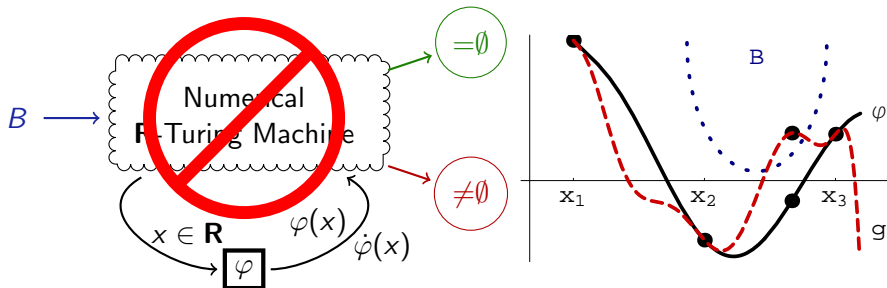 B
Numerical
R-Turing Machine
=∅
≠∅
x ∈ R
φ(x)
φ̇(x)
φ
B
φ
x₁
x₂
x₃
g